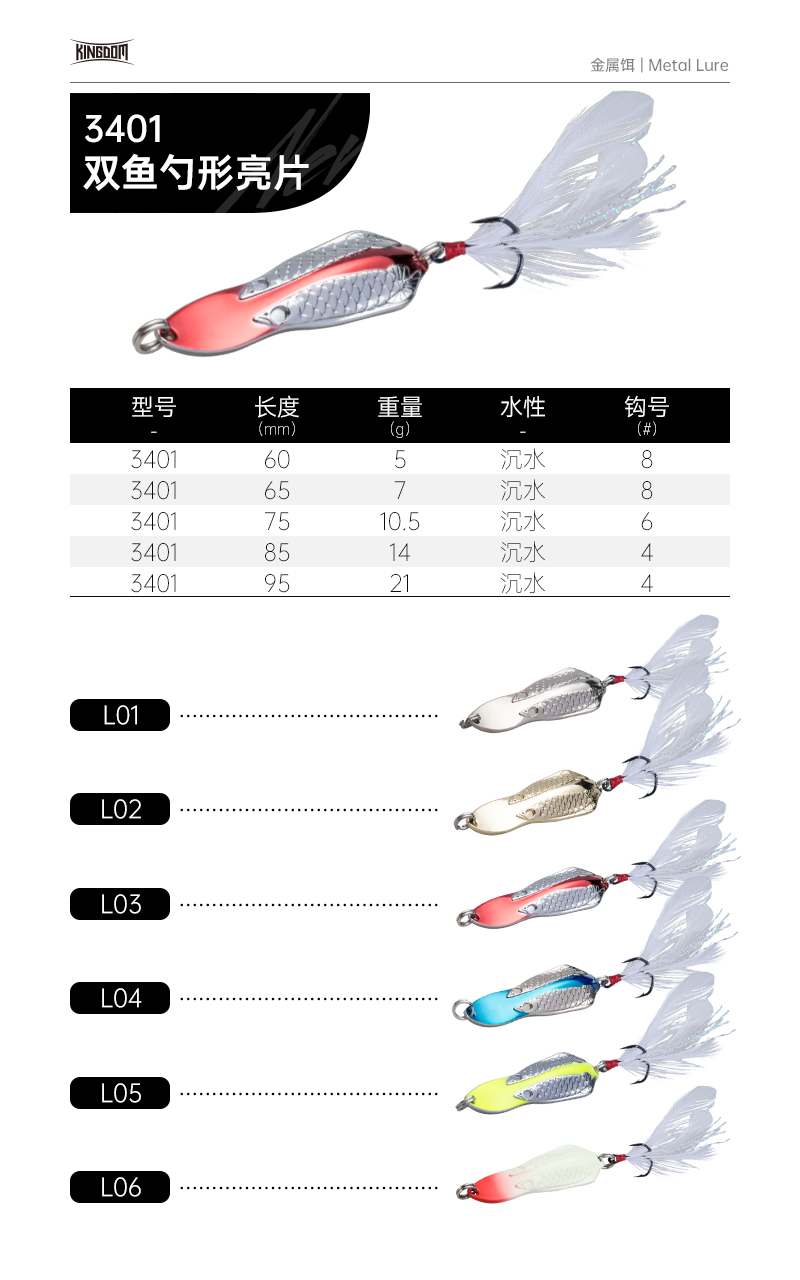 KINGDOM
金属饵 | Metal Lure
3401
双鱼勺形亮片
型号 长度 重量 水性 钩号
- (mm) (g) - (#)
3401 60 5 沉水 8
3401 65 7 沉水 8
3401 75 10.5 沉水 6
3401 85 14 沉水 4
3401 95 21 沉水 4
L01
L02
L03
L04
L05
L06